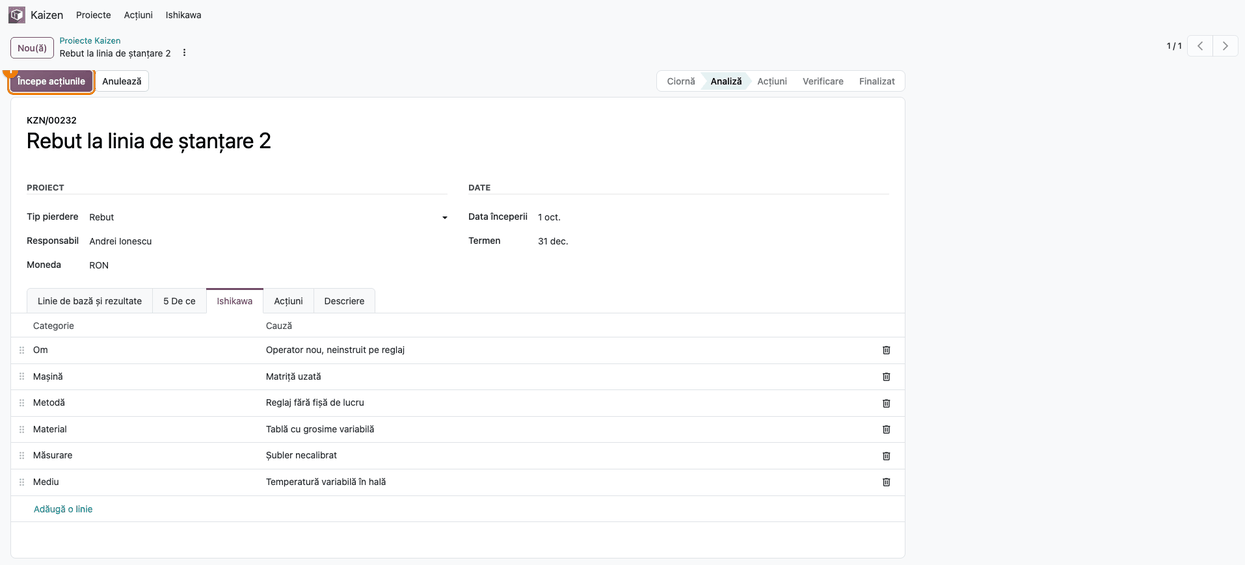 Kaizen Proiecte Acțiuni Ishikawa
Nou(ă) Proiecte Kaizen
Rebut la linia de ștanțare 2
1 / 1
Începe acțiunile Anulează Ciornă Analiză Acțiuni Verificare Finalizat
KZN/00232
Rebut la linia de ștanțare 2
PROIECT DATE
Tip pierdere Rebut Data începerii 1 oct.
Responsabil Andrei Ionescu Termen 31 dec.
Moneda RON
Linie de bază și rezultate 5 De ce Ishikawa Acțiuni Descriere
Categorie Cauză
Om Operator nou, neinstruit pe reglaj
Mașină Matriță uzată
Metodă Reglaj fără fișă de lucru
Material Tablă cu grosime variabilă
Măsurare Șubler necalibrat
Mediu Temperatură variabilă în hală
Adăugă o linie